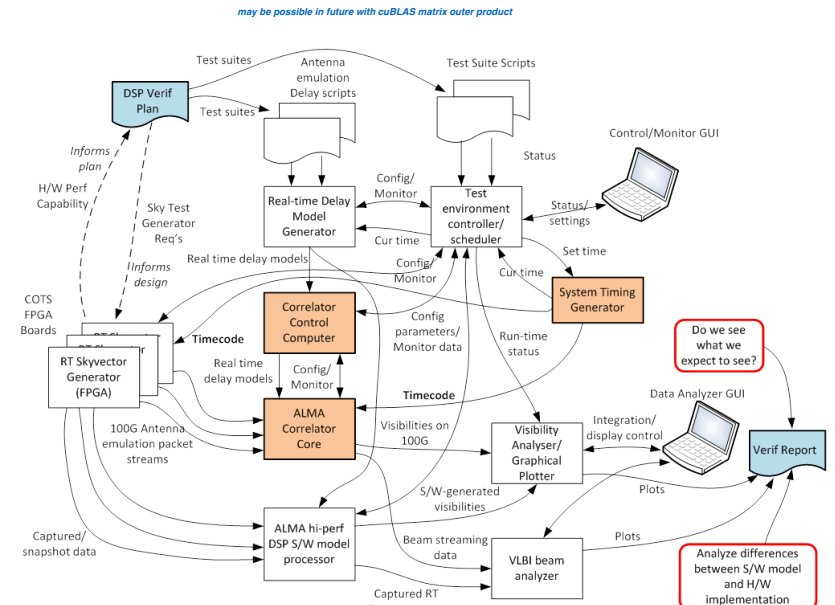 may be possible in future with cuBLAS matrix outer product
Test suites
Antenna
emulation
Delay scripts
Test Suite Scripts
DSP Verif
Plan
Test suites
Informs
plan
H/W Perf
Capability
Sky Test
Generator
Req's
Informs
design
Config/
Monitor
Status
Control/Monitor GUI
Real-time Delay
Model
Generator
Test
environment
controller/
scheduler
Status/
settings
Cur time
Set time
Real time delay models
Config/
Monitor
Cur time
System Timing
Generator
COTS
FPGA
Boards
Correlator
Control
Computer
Config
parameters/
Monitor data
Run-time
status
Do we see
what we
expect to see?
RT Skyvector
Generator
(FPGA)
Timecode
Real time
delay models
Config/
Monitor
Timecode
Data Analyzer GUI
ALMA
Correlator
Core
Visibilities on
100G
Visibility
Analyser/
Graphical
Plotter
Integration/
display control
Verif Report
100G Antenna
emulation packet
streams
S/W-generated
visibilities
Plots
Captured/
snapshot data
ALMA hi-perf
DSP S/W model
processor
Beam streaming
data
VLBI beam
analyzer
Plots
Analyze differences
between S/W model
and H/W
implementation
Captured RT